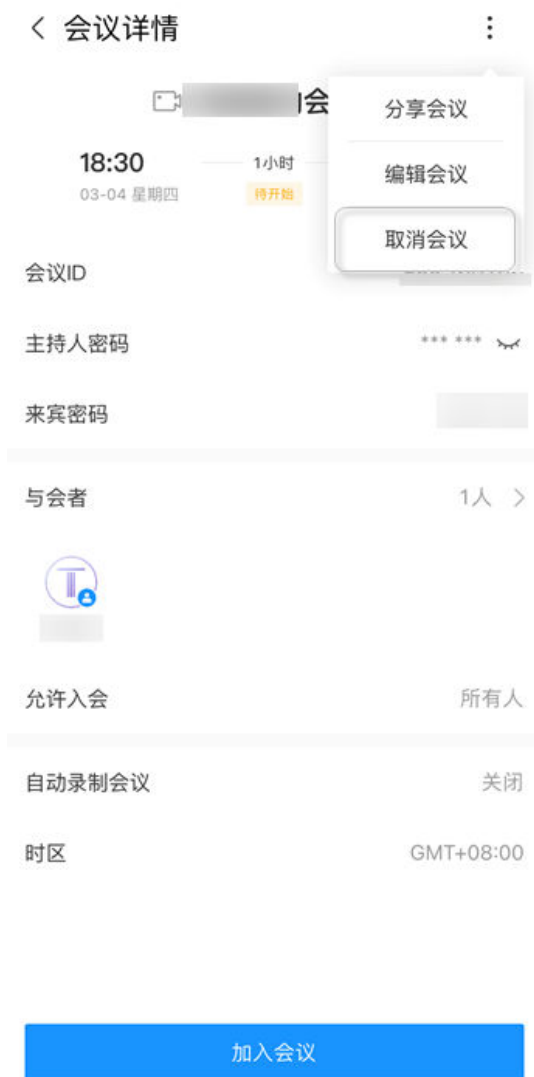 会议详情
会
分享会议
18:30
1小时
编辑会议
03-04 星期四
待开始
取消会议
会议ID
主持人密码
*** ***
来宾密码
与会者
1人
T
允许入会
所有人
自动录制会议
关闭
时区
GMT+08:00
加入会议